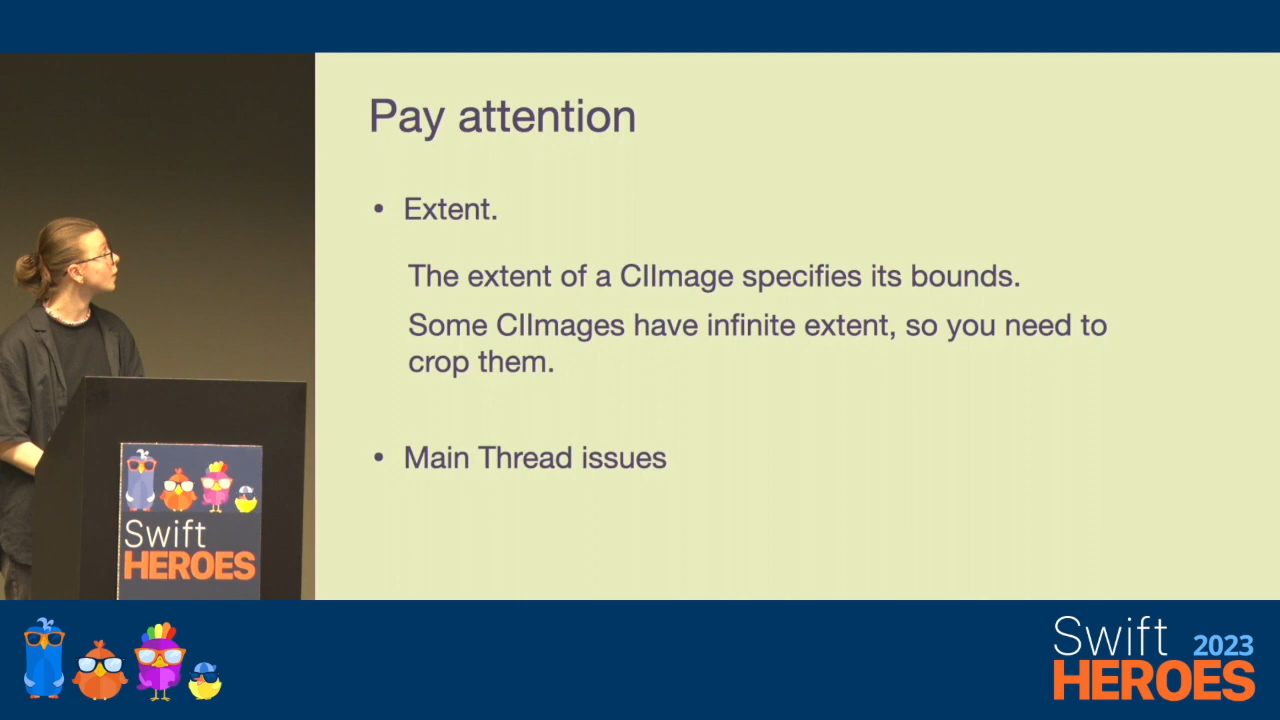 Pay attention
• Extent.
The extent of a CIImage specifies its bounds.
Some CIImages have infinite extent, so you need to
crop them.
• Main Thread issues
Swift
HEROES
Swift 2023
HEROES